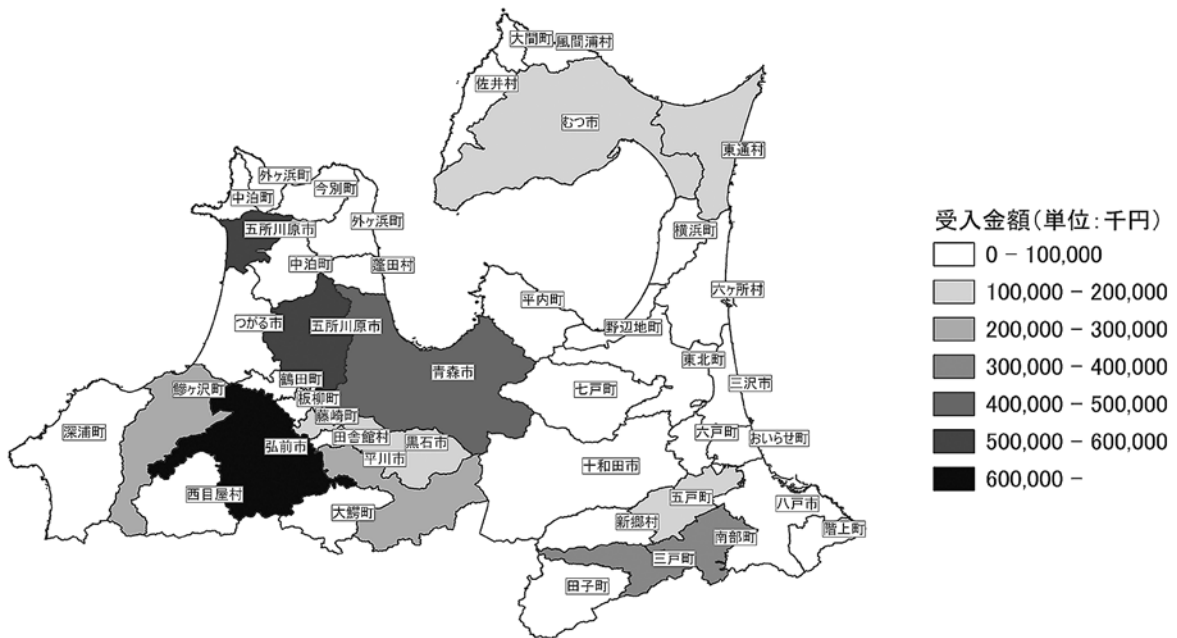 大間町
風間浦村
佐井村
むつ市
東通村
外ヶ浜町
今別町
中泊町
外ヶ浜町
五所川原市
横浜町
中泊町
蓬田村
六ヶ所村
平内町
つがる市
五所川原市
野辺地町
東北町
青森市
鶴田町
七戸町
三沢市
鰺ヶ沢町
板柳町
藤崎町
深浦町
田舎館村
黒石市
六戸町
おいらせ町
弘前市
平川市
十和田市
西目屋村
五戸町
八戸市
大鰐町
新郷村
階上町
南部町
三戸町
田子町
受入金額(単位:千円)
0 - 100,000
100,000 - 200,000
200,000 - 300,000
300,000 - 400,000
400,000 - 500,000
500,000 - 600,000
600,000 -